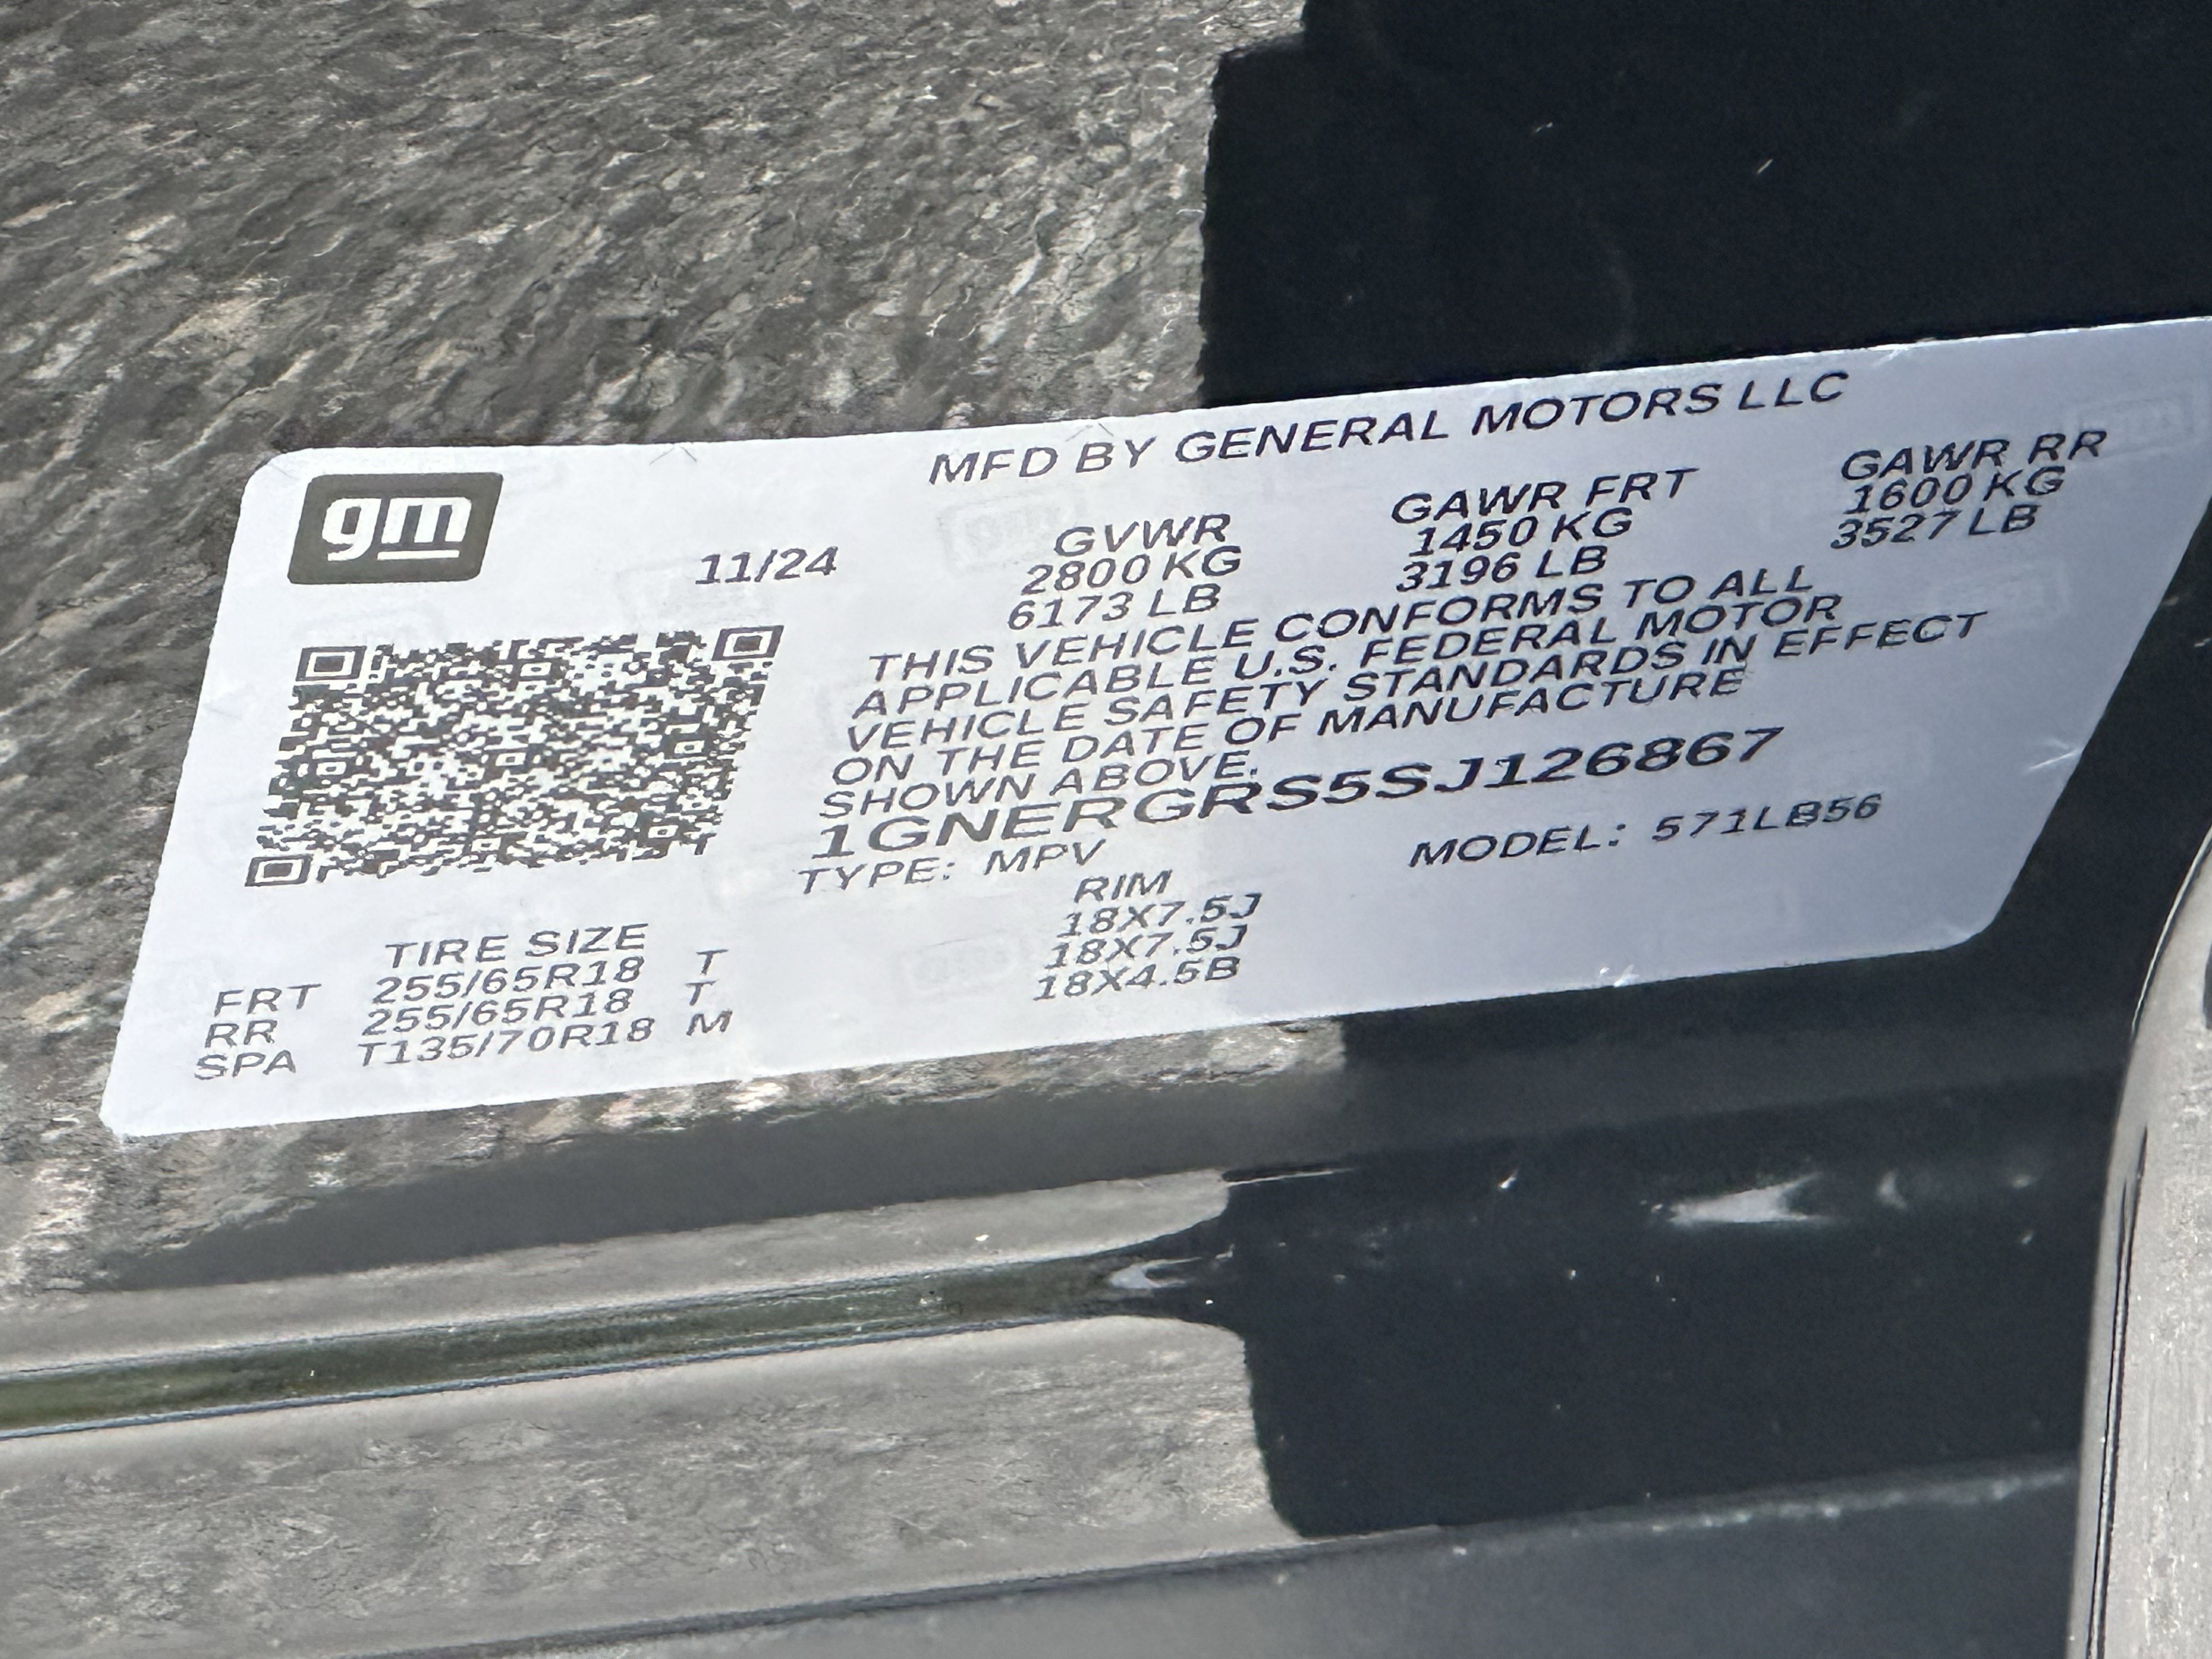 gm
MFD BY GENERAL MOTORS LLC
11/24
GVWR GAWR FRT GAWR RR
2800 KG 1450 KG 1600 KG
6173 LB 3196 LB 3527 LB
THIS VEHICLE CONFORMS TO ALL
APPLICABLE U.S. FEDERAL MOTOR
VEHICLE SAFETY STANDARDS IN EFFECT
ON THE DATE OF MANUFACTURE
SHOWN ABOVE.
1GNERGRS5SJ126867
TYPE: MPV MODEL: 571LB56
TIRE SIZE RIM
FRT 255/65R18 T 18X7.5J
RR 255/65R18 T 18X7.5J
SPA T135/70R18 M 18X4.5B